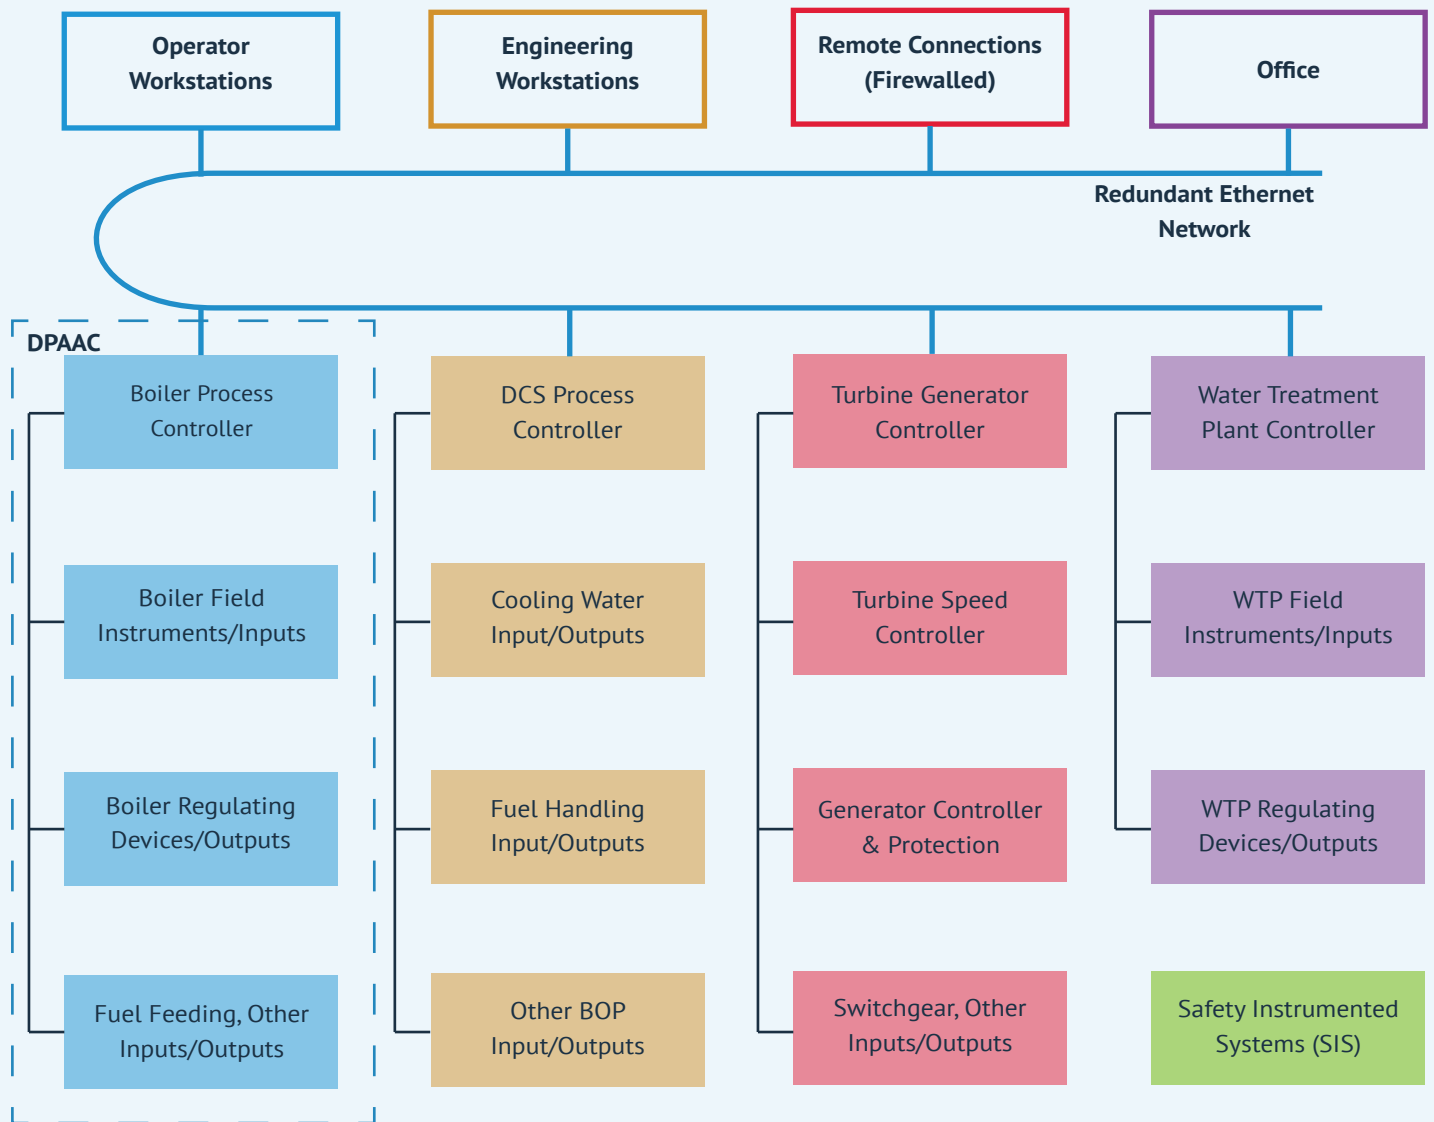 Operator
Workstations
Engineering
Workstations
Remote Connections
(Firewalled)
Office
Redundant Ethernet
Network
DPAAC
Boiler Process
Controller
DCS Process
Controller
Turbine Generator
Controller
Water Treatment
Plant Controller
Boiler Field
Instruments/Inputs
Cooling Water
Input/Outputs
Turbine Speed
Controller
WTP Field
Instruments/Inputs
Boiler Regulating
Devices/Outputs
Fuel Handling
Input/Outputs
Generator Controller
& Protection
WTP Regulating
Devices/Outputs
Fuel Feeding, Other
Inputs/Outputs
Other BOP
Input/Outputs
Switchgear, Other
Inputs/Outputs
Safety Instrumented
Systems (SIS)